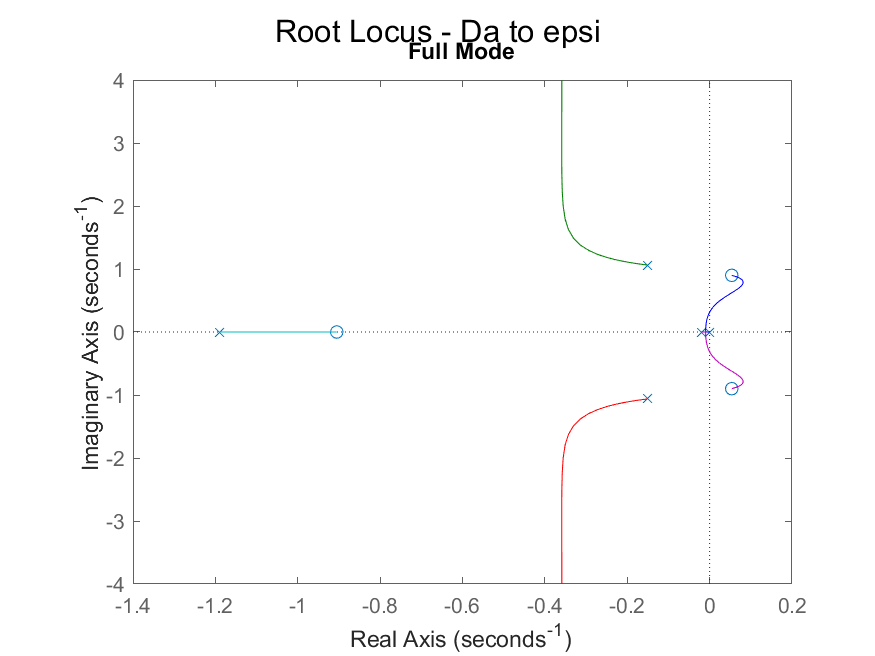 Root Locus - Da to epsi
Full Mode
4
3
2
1
0
-1
-2
-3
-4
Imaginary Axis (seconds⁻¹)
-1.4 -1.2 -1 -0.8 -0.6 -0.4 -0.2 0 0.2
Real Axis (seconds⁻¹)